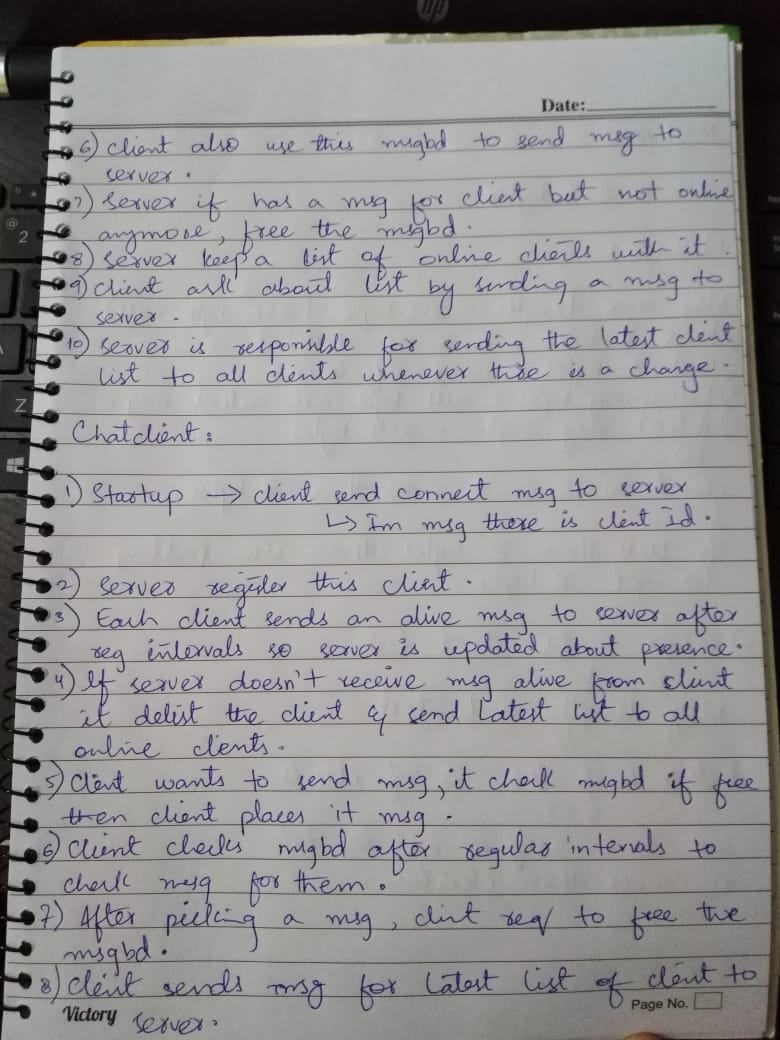 hp
Date:
6) Client also use this msgbd to send msg to
server.
7) Server if has a msg for client but not online
anymore, free the msgbd.
8) server keep a list of online clients with it.
9) client ask about list by sending a msg to
server.
10) server is responsible for sending the latest client
list to all clients whenever there is a change.
Chatclient:
1) Startup → client send connect msg to server
↳ In msg there is client Id.
2) Server register this client.
3) Each client sends an alive msg to server after
reg intervals so server is updated about presence.
4) If server doesn't receive msg alive from client
it delist the client & send Latest list to all
online clients.
5) Client wants to send msg, it check msgbd if free
then client places it msg.
6) Client checks msgbd after regular intervals to
check msg for them.
7) After picking a msg, clint req to free the
msgbd.
8) Client sends msg for Latest list of client to
server.
Victory
Page No.